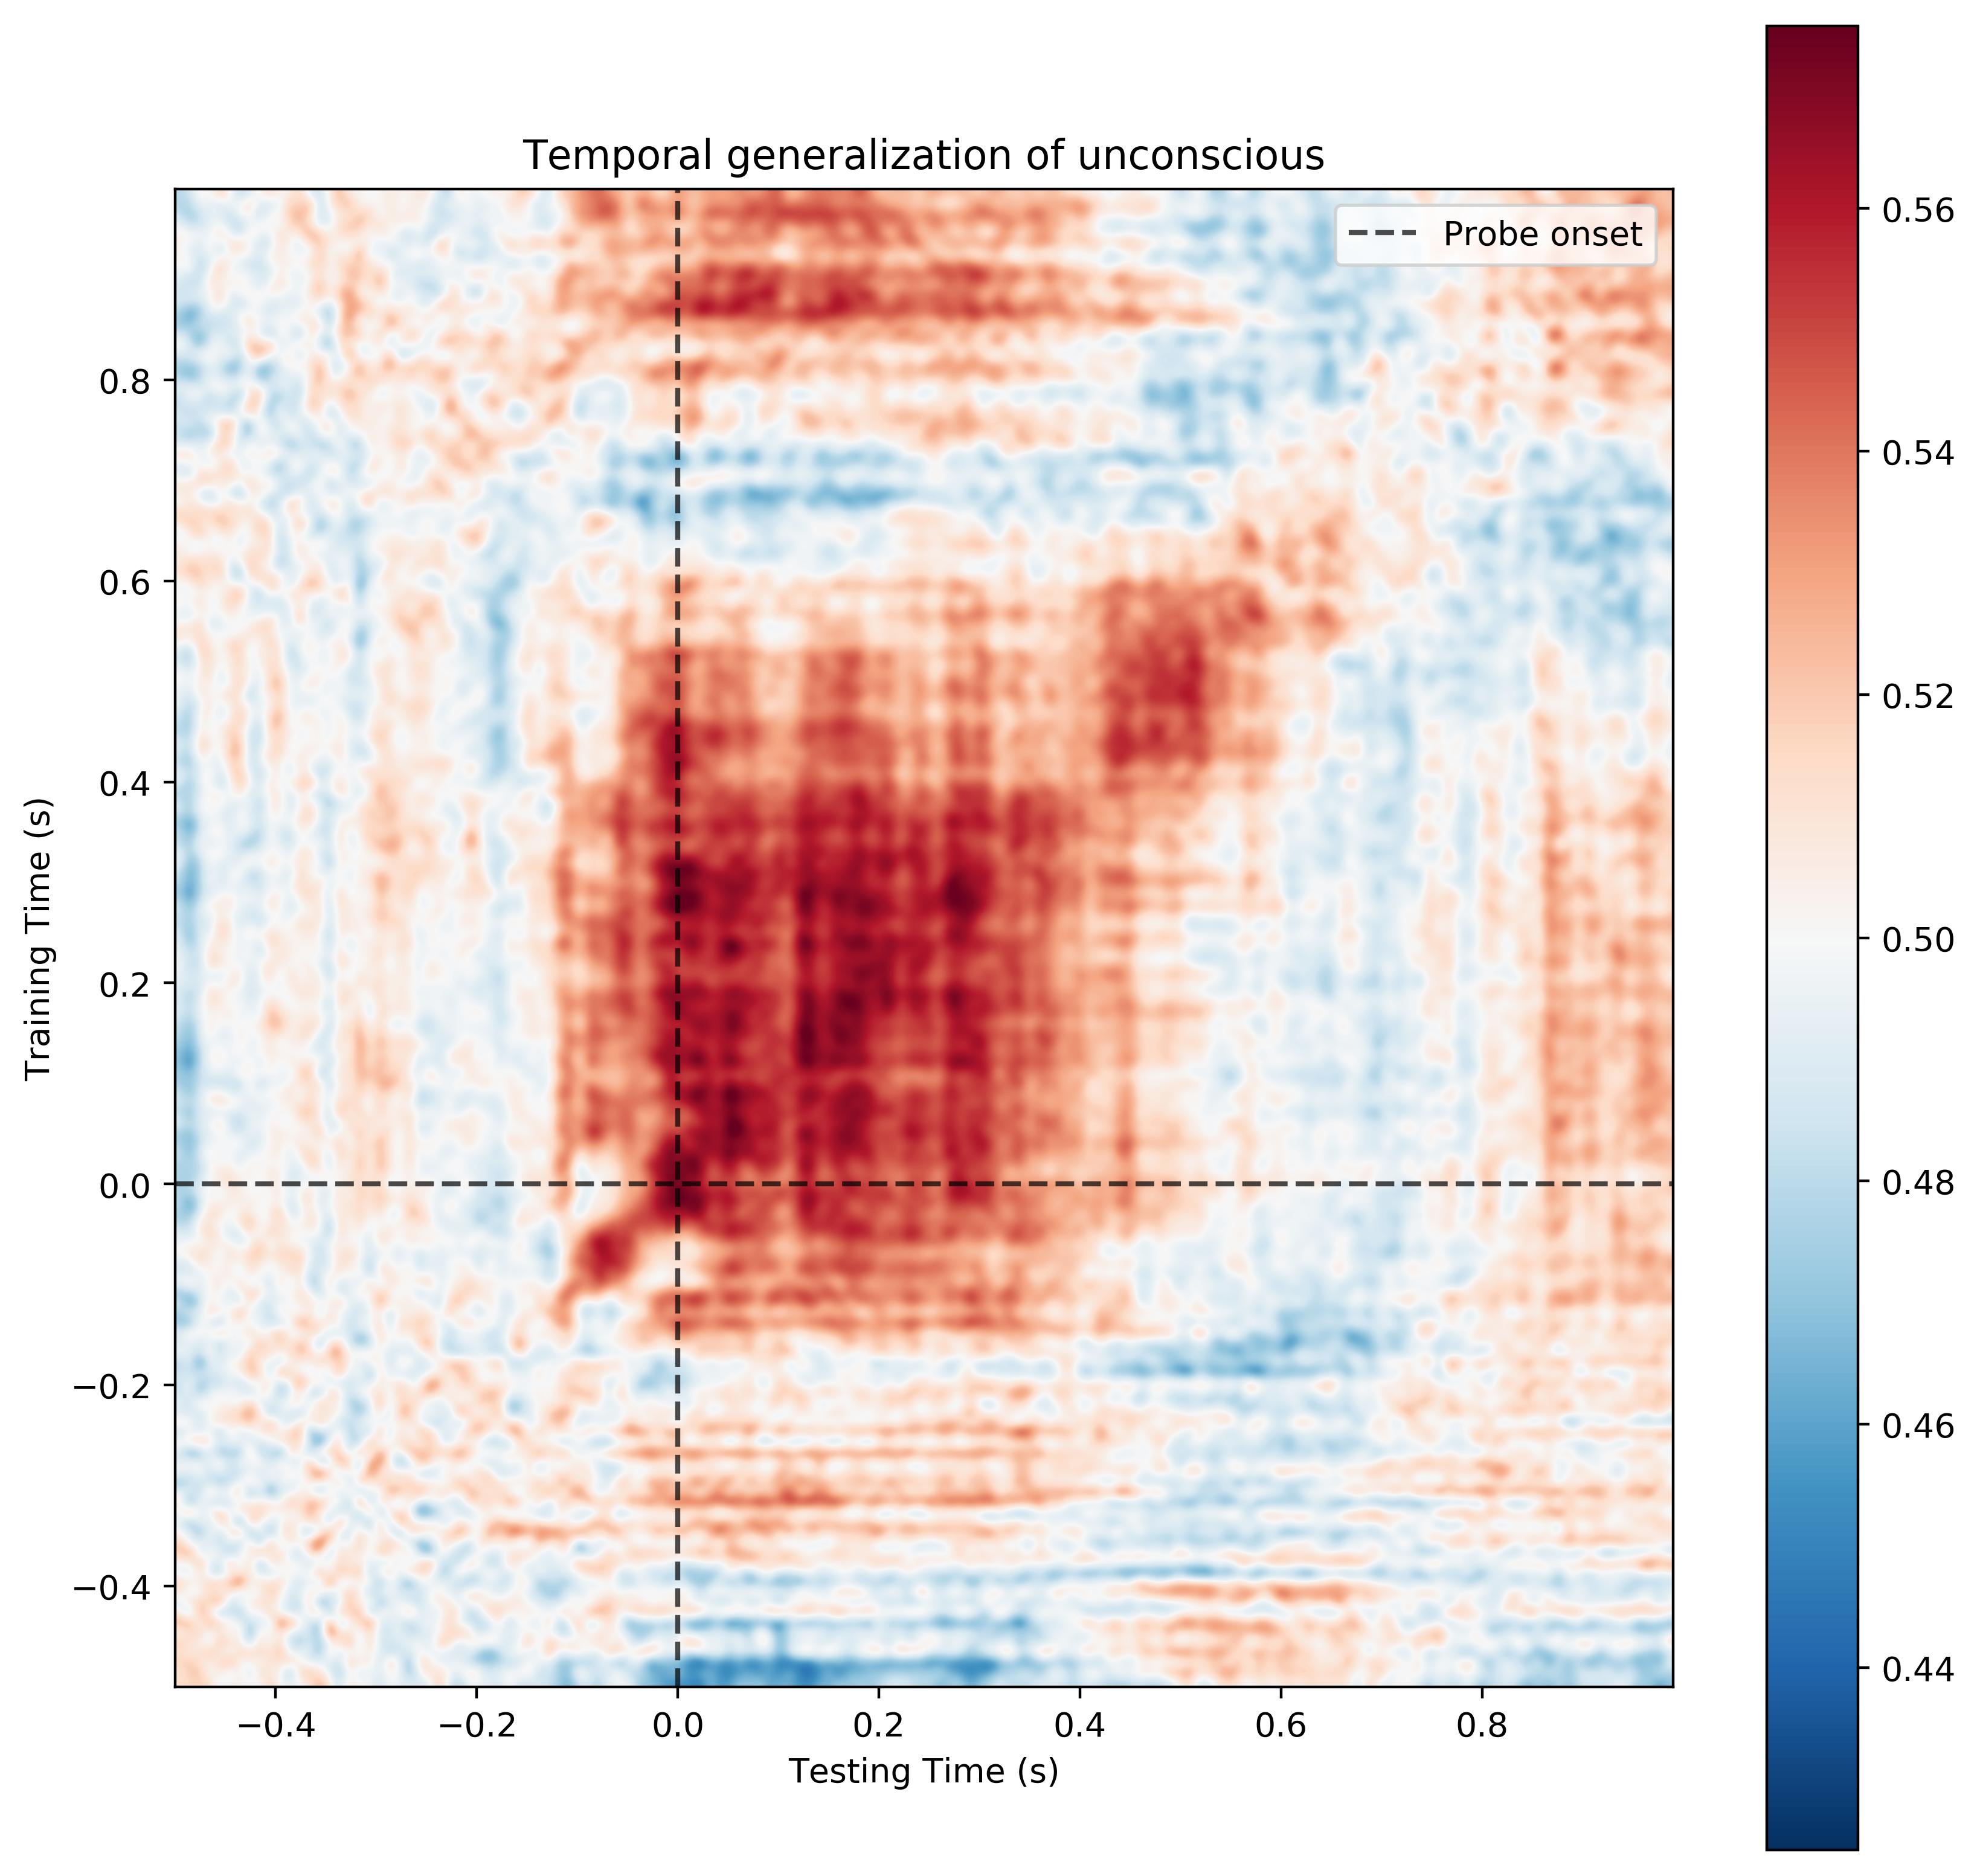 Temporal generalization of unconscious
Probe onset
Training Time (s)
0.8
0.6
0.4
0.2
0.0
−0.2
−0.4
−0.4 −0.2 0.0 0.2 0.4 0.6 0.8
Testing Time (s)
0.56
0.54
0.52
0.50
0.48
0.46
0.44